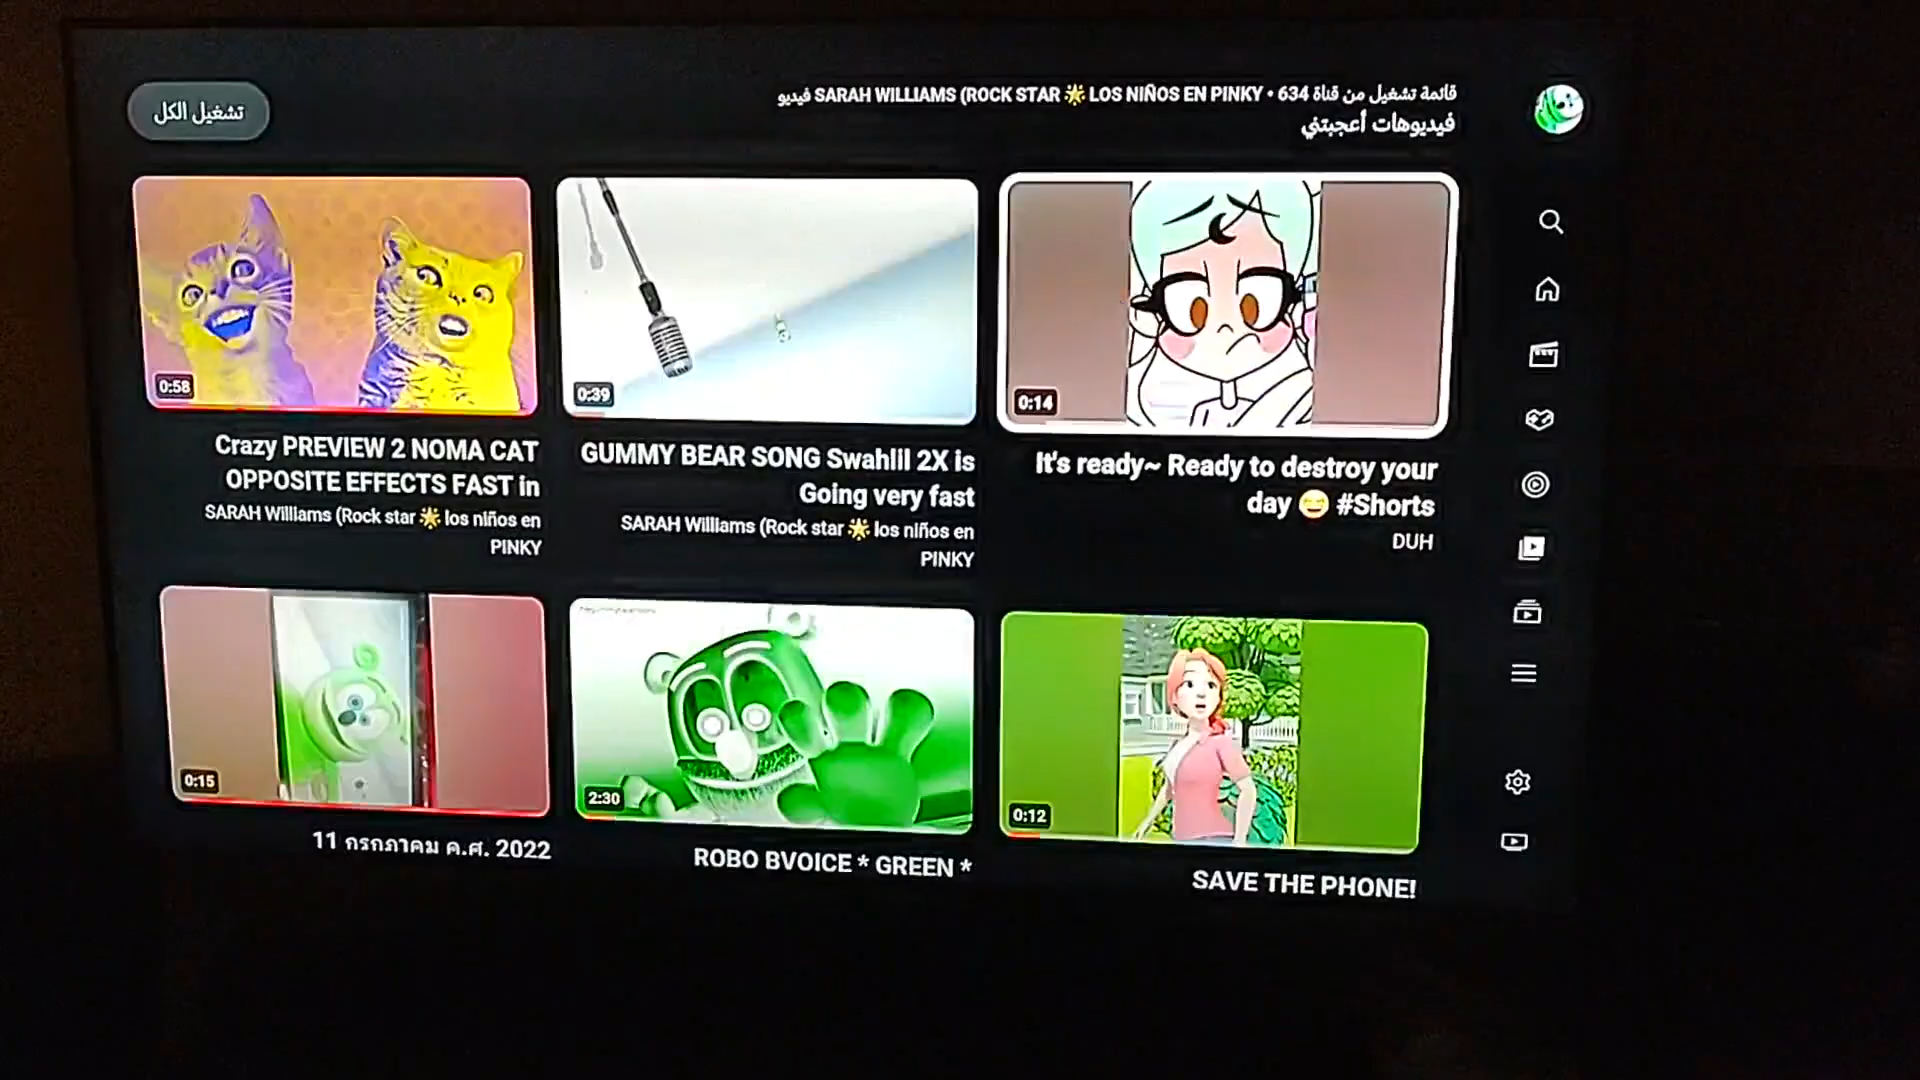 قائمة تشغيل من قناة SARAH WILLIAMS (ROCK STAR 🌟 LOS NIÑOS EN PINKY • 634 فيديو
فيديوهات أعجبتني
تشغيل الكل
0:14
It's ready~ Ready to destroy your
day 😂 #Shorts
DUH
0:39
GUMMY BEAR SONG Swahili 2X is
Going very fast
SARAH Williams (Rock star 🌟 los niños en
PINKY
0:58
Crazy PREVIEW 2 NOMA CAT
OPPOSITE EFFECTS FAST in
SARAH Williams (Rock star 🌟 los niños en
PINKY
0:12
SAVE THE PHONE!
2:30
ROBO BVOICE * GREEN *
0:15
11 กรกฎาคม ค.ศ. 2022